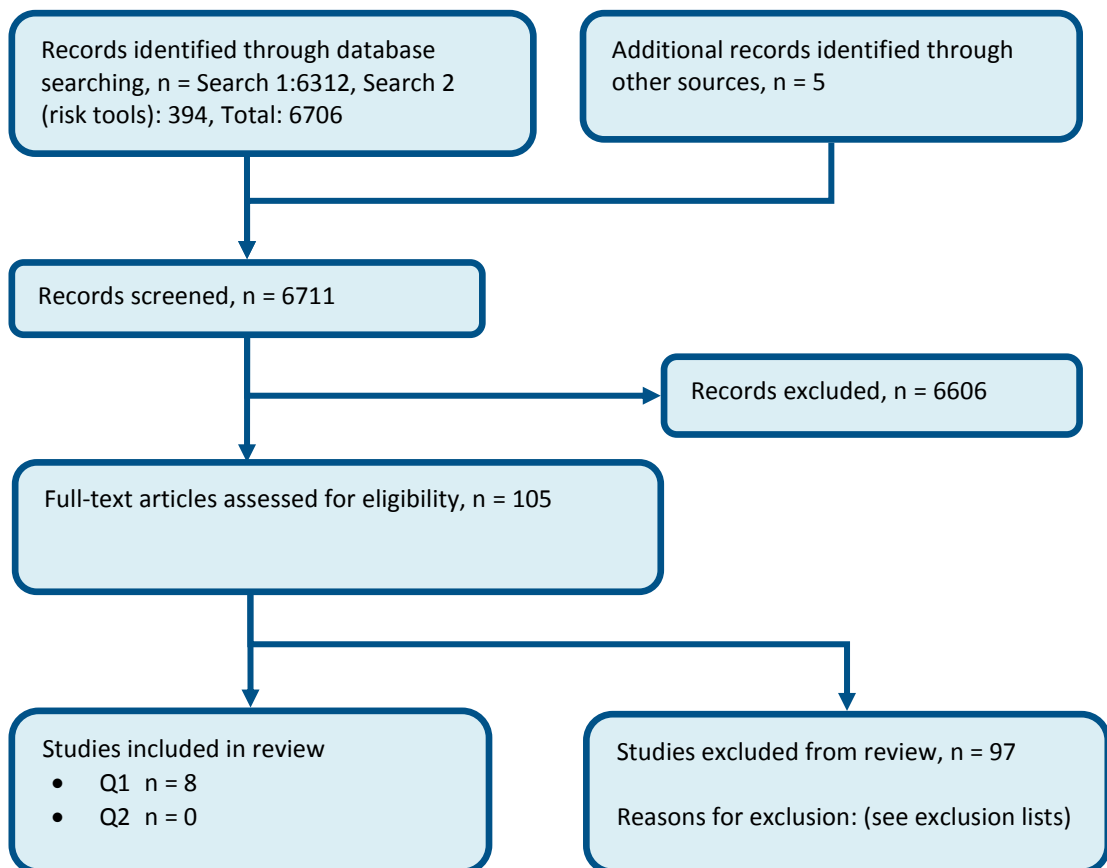 Records identified through database
searching, n = Search 1:6312, Search 2
(risk tools): 394, Total: 6706
Additional records identified through
other sources, n = 5
Records screened, n = 6711
Records excluded, n = 6606
Full-text articles assessed for eligibility, n = 105
Studies included in review
• Q1 n = 8
• Q2 n = 0
Studies excluded from review, n = 97
Reasons for exclusion: (see exclusion lists)